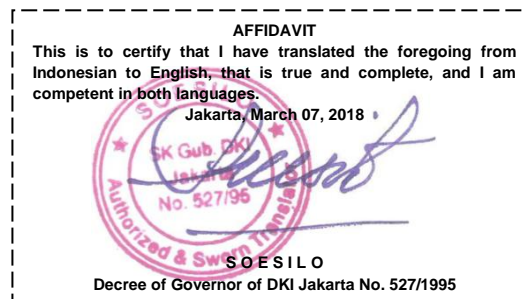 AFFIDAVIT
This is to certify that I have translated the foregoing from
Indonesian to English, that is true and complete, and I am
competent in both languages.
Jakarta, March 07, 2018
SOESILO
SK Gub. DKI
Jakarta
No. 527/95
Authorized & Sworn Translator
Soesilo
S O E S I L O
Decree of Governor of DKI Jakarta No. 527/1995